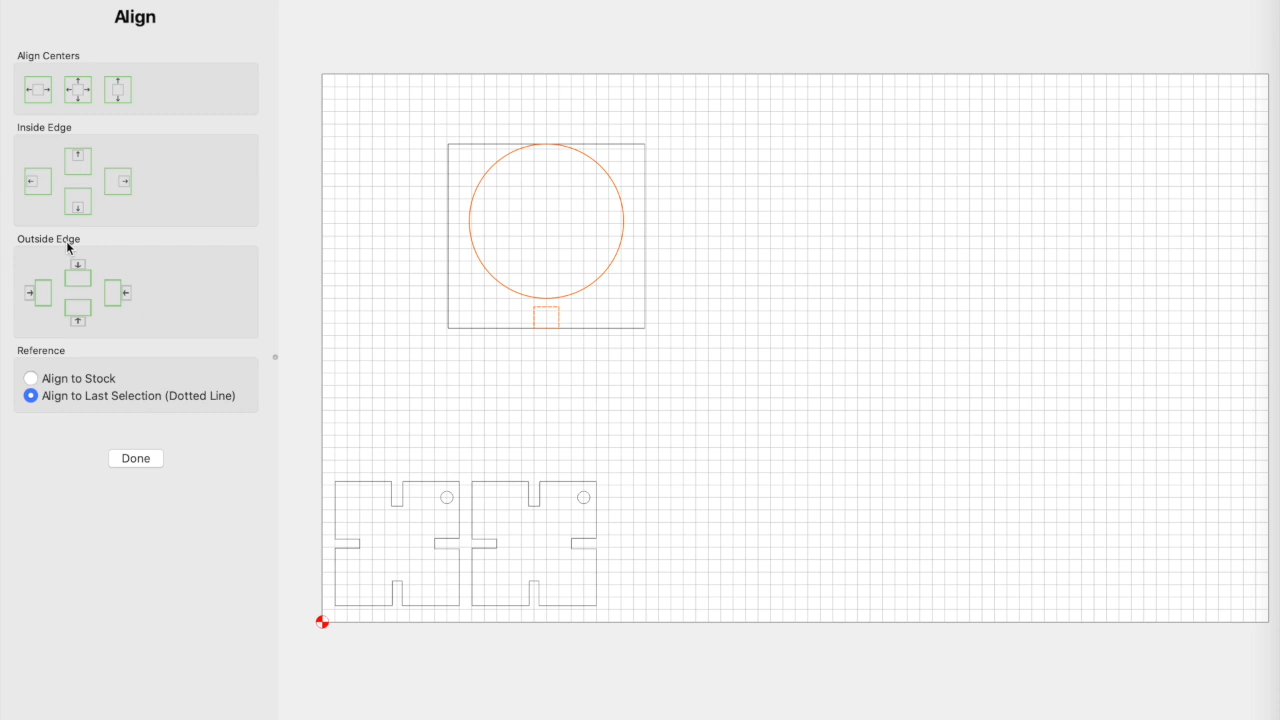 Align
Align Centers
Inside Edge
Outside Edge
Reference
Align to Stock
Align to Last Selection (Dotted Line)
Done